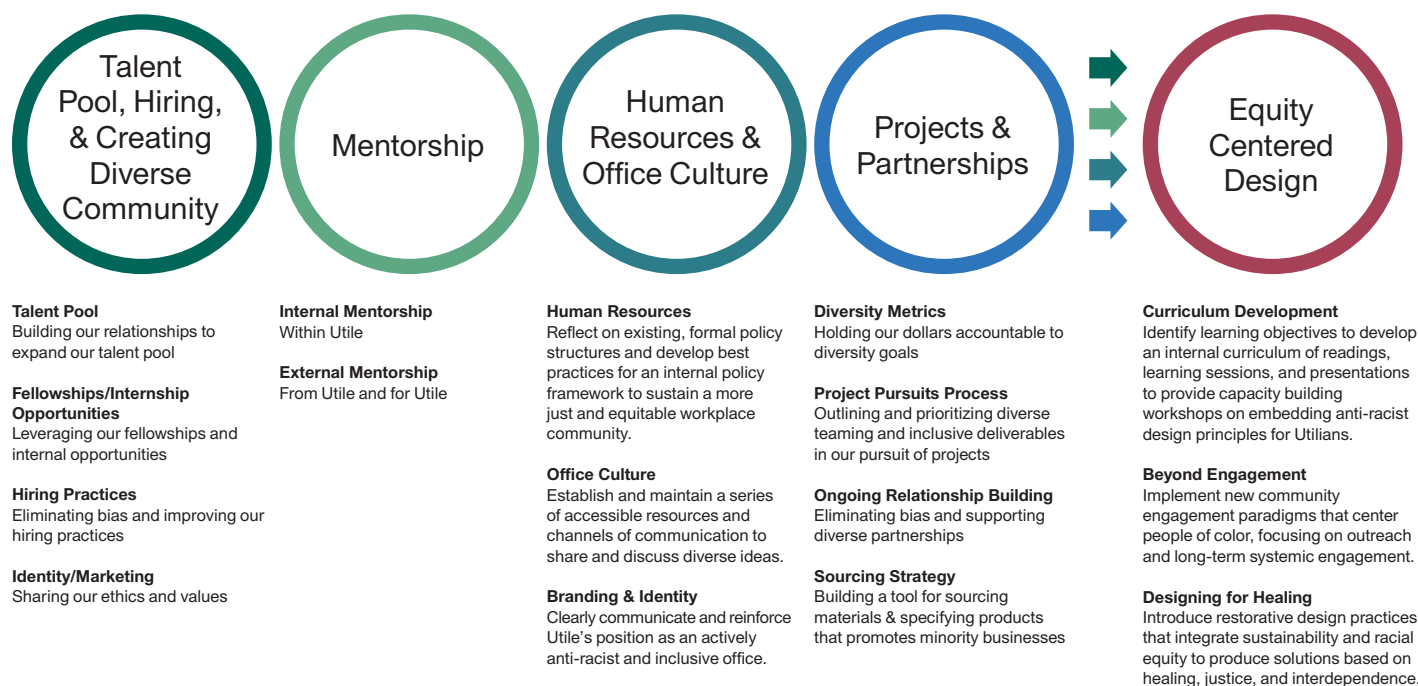 Talent
Pool, Hiring,
& Creating
Diverse
Community
Mentorship
Human
Resources &
Office Culture
Projects &
Partnerships
Equity
Centered
Design
Talent Pool
Building our relationships to
expand our talent pool
Fellowships/Internship
Opportunities
Leveraging our fellowships and
internal opportunities
Hiring Practices
Eliminating bias and improving our
hiring practices
Identity/Marketing
Sharing our ethics and values
Internal Mentorship
Within Utile
External Mentorship
From Utile and for Utile
Human Resources
Reflect on existing, formal policy
structures and develop best
practices for an internal policy
framework to sustain a more
just and equitable workplace
community.
Office Culture
Establish and maintain a series
of accessible resources and
channels of communication to
share and discuss diverse ideas.
Branding & Identity
Clearly communicate and reinforce
Utile’s position as an actively
anti-racist and inclusive office.
Diversity Metrics
Holding our dollars accountable to
diversity goals
Project Pursuits Process
Outlining and prioritizing diverse
teaming and inclusive deliverables
in our pursuit of projects
Ongoing Relationship Building
Eliminating bias and supporting
diverse partnerships
Sourcing Strategy
Building a tool for sourcing
materials & specifying products
that promotes minority businesses
Curriculum Development
Identify learning objectives to develop
an internal curriculum of readings,
learning sessions, and presentations
to provide capacity building
workshops on embedding anti-racist
design principles for Utilians.
Beyond Engagement
Implement new community
engagement paradigms that center
people of color, focusing on outreach
and long-term systemic engagement.
Designing for Healing
Introduce restorative design practices
that integrate sustainability and racial
equity to produce solutions based on
healing, justice, and interdependence.